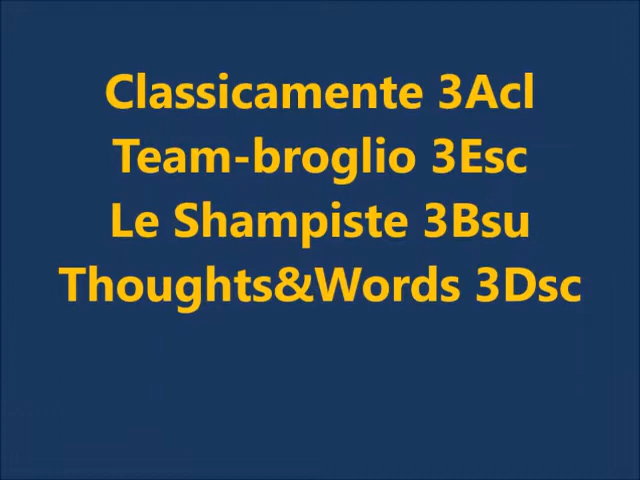 Classicamente 3Acl
Team-broglio 3Esc
Le Shampiste 3Bsu
Thoughts&Words 3Dsc